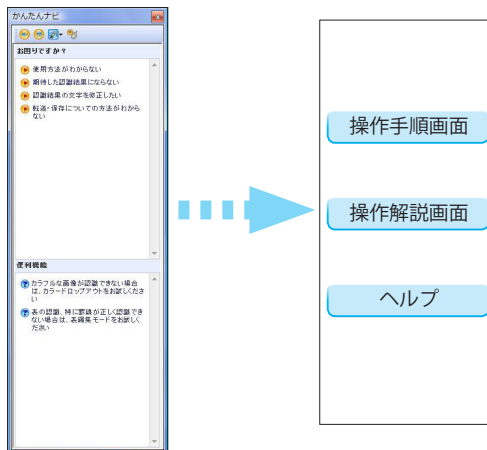 かんたんナビ
お困りですか?
使用方法がわからない
期待した認識結果にならない
認識結果の文字を修正したい
転送・保存についての方法がわから
ない
便利機能
カラフルな画像が認識できない場合
は、カラードロップアウトをお試しくださ
い
表の認識、特に罫線が正しく認識でき
ない場合は、表編集モードをお試しく
ださい
操作手順画面
操作解説画面
ヘルプ